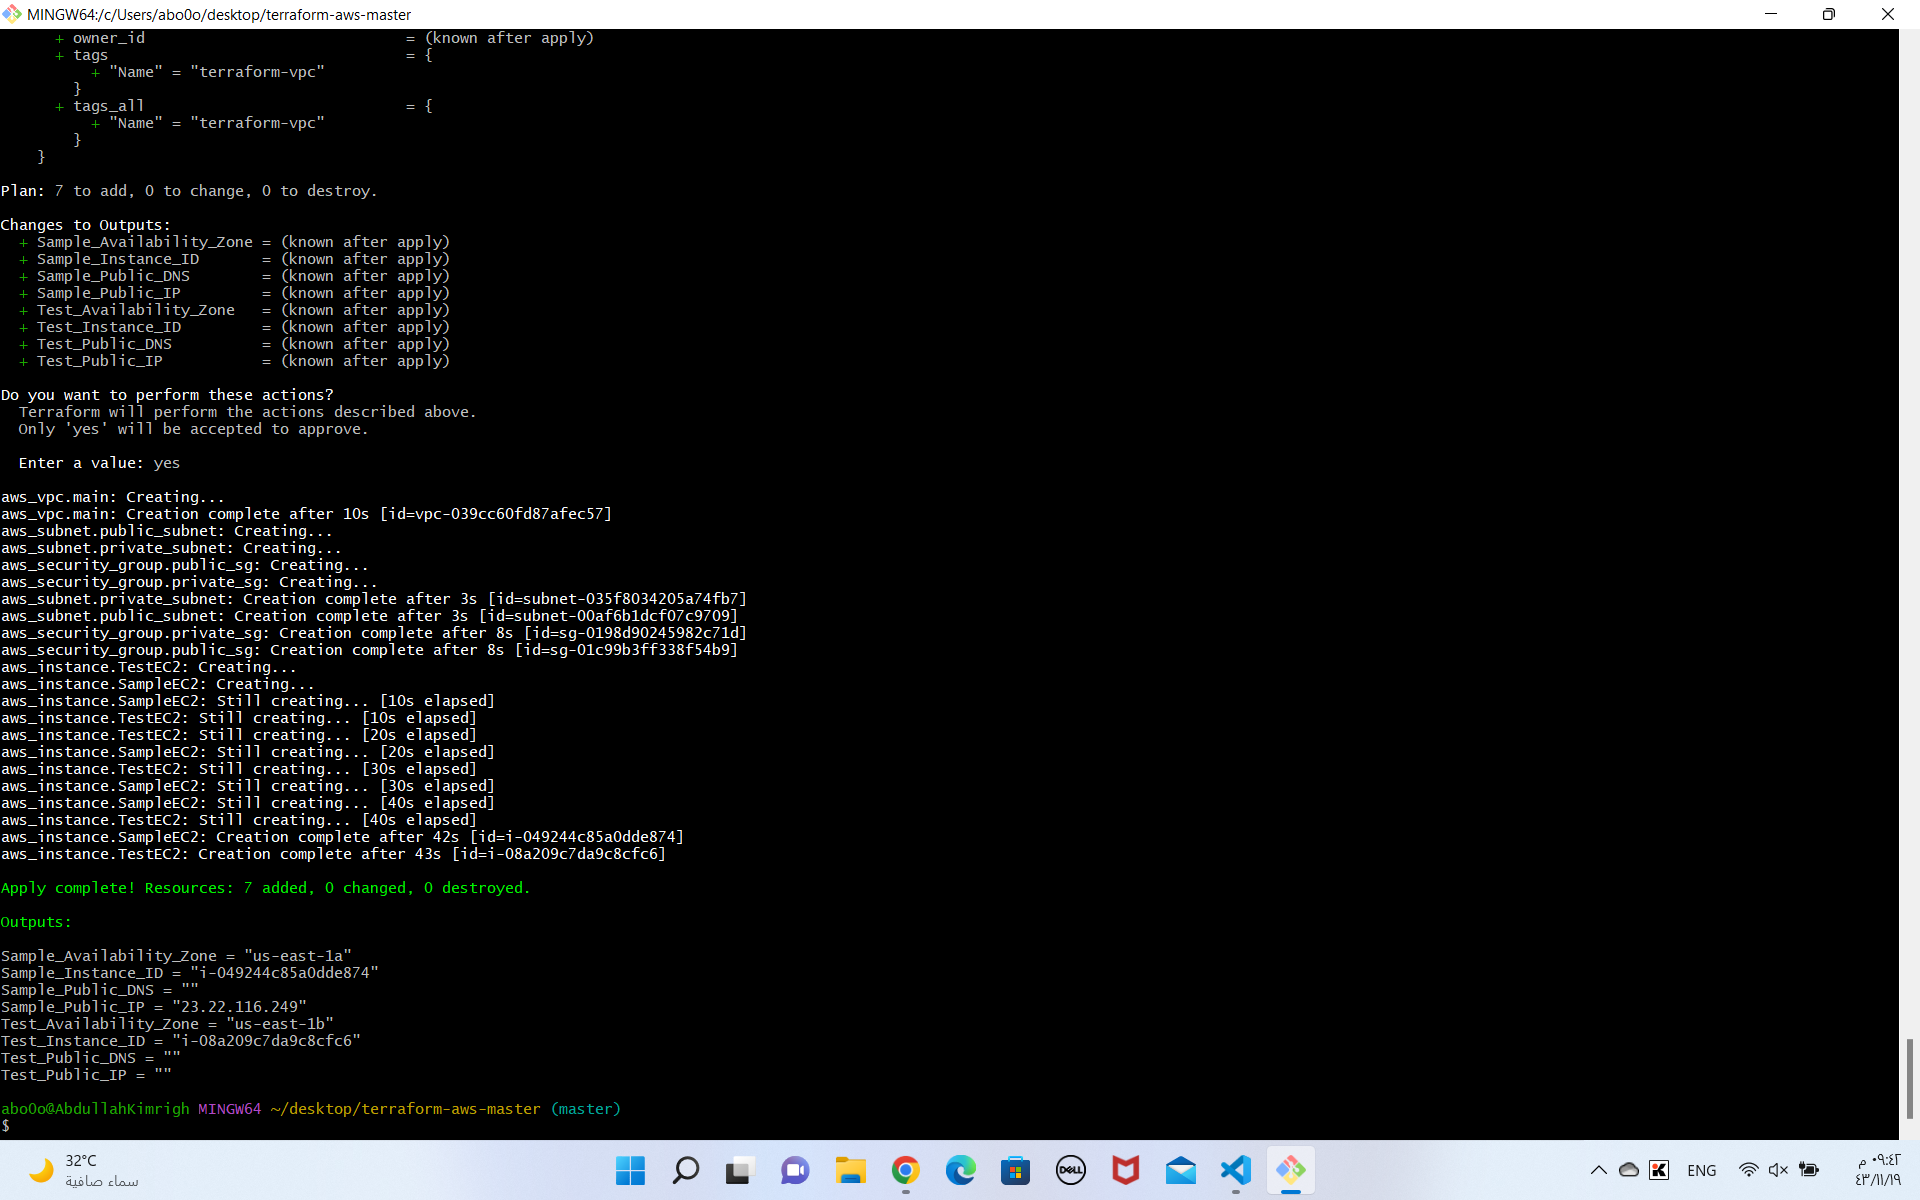 MINGW64:/c/Users/abo0o/desktop/terraform-aws-master
+ owner_id = (known after apply)
+ tags = {
+ "Name" = "terraform-vpc"
}
+ tags_all = {
+ "Name" = "terraform-vpc"
}
}
Plan: 7 to add, 0 to change, 0 to destroy.
Changes to Outputs:
+ Sample_Availability_Zone = (known after apply)
+ Sample_Instance_ID = (known after apply)
+ Sample_Public_DNS = (known after apply)
+ Sample_Public_IP = (known after apply)
+ Test_Availability_Zone = (known after apply)
+ Test_Instance_ID = (known after apply)
+ Test_Public_DNS = (known after apply)
+ Test_Public_IP = (known after apply)
Do you want to perform these actions?
Terraform will perform the actions described above.
Only 'yes' will be accepted to approve.
Enter a value: yes
aws_vpc.main: Creating...
aws_vpc.main: Creation complete after 10s [id=vpc-039cc60fd87afec57]
aws_subnet.public_subnet: Creating...
aws_subnet.private_subnet: Creating...
aws_security_group.public_sg: Creating...
aws_security_group.private_sg: Creating...
aws_subnet.private_subnet: Creation complete after 3s [id=subnet-035f8034205a74fb7]
aws_subnet.public_subnet: Creation complete after 3s [id=subnet-00af6b1dcf07c9709]
aws_security_group.private_sg: Creation complete after 8s [id=sg-0198d90245982c71d]
aws_security_group.public_sg: Creation complete after 8s [id=sg-01c99b3ff338f54b9]
aws_instance.TestEC2: Creating...
aws_instance.SampleEC2: Creating...
aws_instance.SampleEC2: Still creating... [10s elapsed]
aws_instance.TestEC2: Still creating... [10s elapsed]
aws_instance.TestEC2: Still creating... [20s elapsed]
aws_instance.SampleEC2: Still creating... [20s elapsed]
aws_instance.TestEC2: Still creating... [30s elapsed]
aws_instance.SampleEC2: Still creating... [30s elapsed]
aws_instance.SampleEC2: Still creating... [40s elapsed]
aws_instance.TestEC2: Still creating... [40s elapsed]
aws_instance.SampleEC2: Creation complete after 42s [id=i-049244c85a0dde874]
aws_instance.TestEC2: Creation complete after 43s [id=i-08a209c7da9c8cfc6]
Apply complete! Resources: 7 added, 0 changed, 0 destroyed.
Outputs:
Sample_Availability_Zone = "us-east-1a"
Sample_Instance_ID = "i-049244c85a0dde874"
Sample_Public_DNS = ""
Sample_Public_IP = "23.22.116.249"
Test_Availability_Zone = "us-east-1b"
Test_Instance_ID = "i-08a209c7da9c8cfc6"
Test_Public_DNS = ""
Test_Public_IP = ""
abo0o@AbdullahKimrigh MINGW64 ~/desktop/terraform-aws-master (master)
$
32°C
سماء صافية
DELL
K
ENG
٠٩:٤٢ م
٤٣/١١/١٩